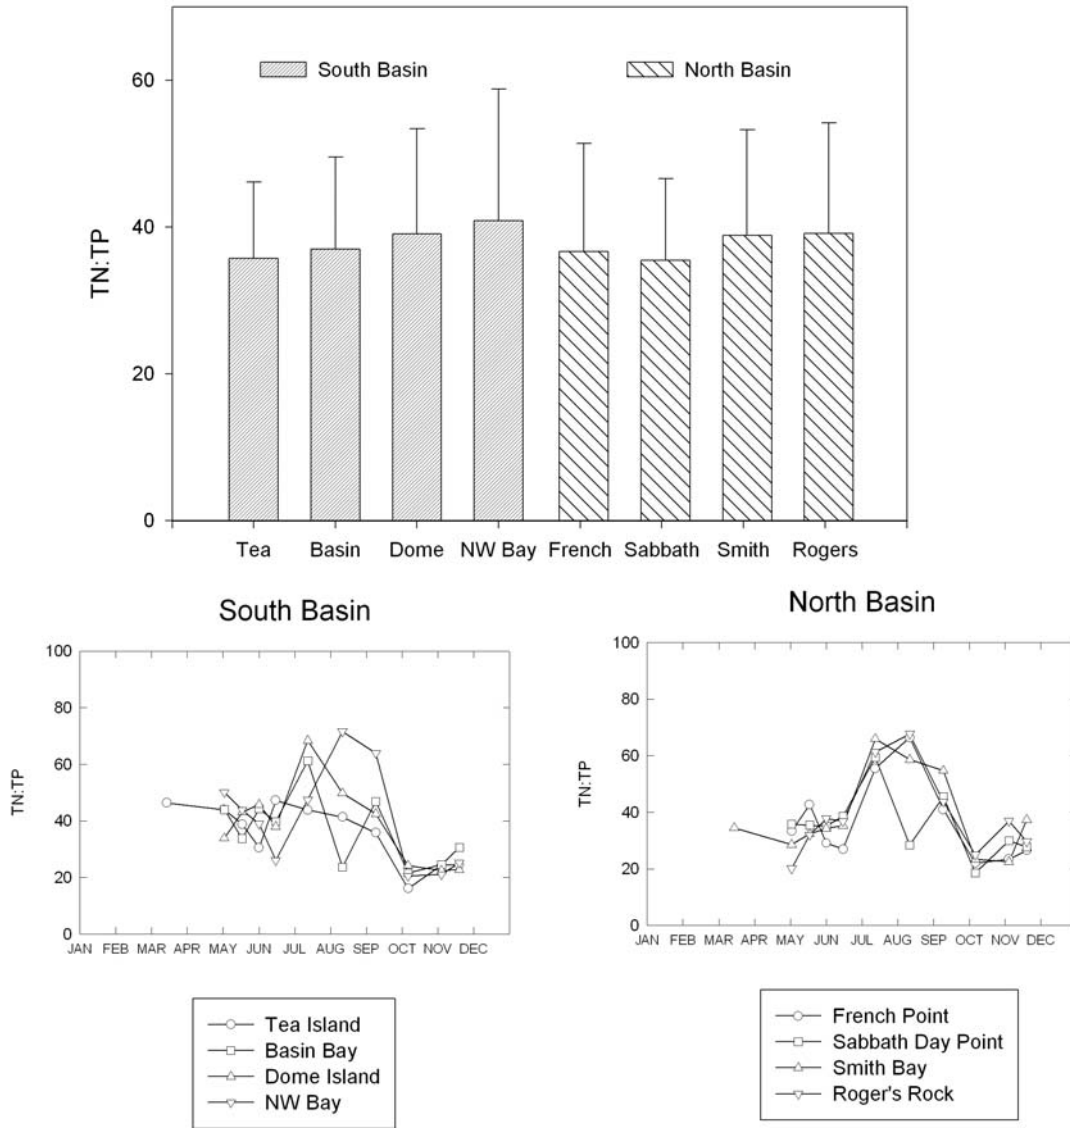 South Basin
North Basin
60
40
20
0
TN:TP
Tea Basin Dome NW Bay French Sabbath Smith Rogers
South Basin
100
80
60
40
20
0
TN:TP
JAN FEB MAR APR MAY JUN JUL AUG SEP OCT NOV DEC
Tea Island
Basin Bay
Dome Island
NW Bay
North Basin
100
80
60
40
20
0
TN:TP
JAN FEB MAR APR MAY JUN JUL AUG SEP OCT NOV DEC
French Point
Sabbath Day Point
Smith Bay
Roger's Rock